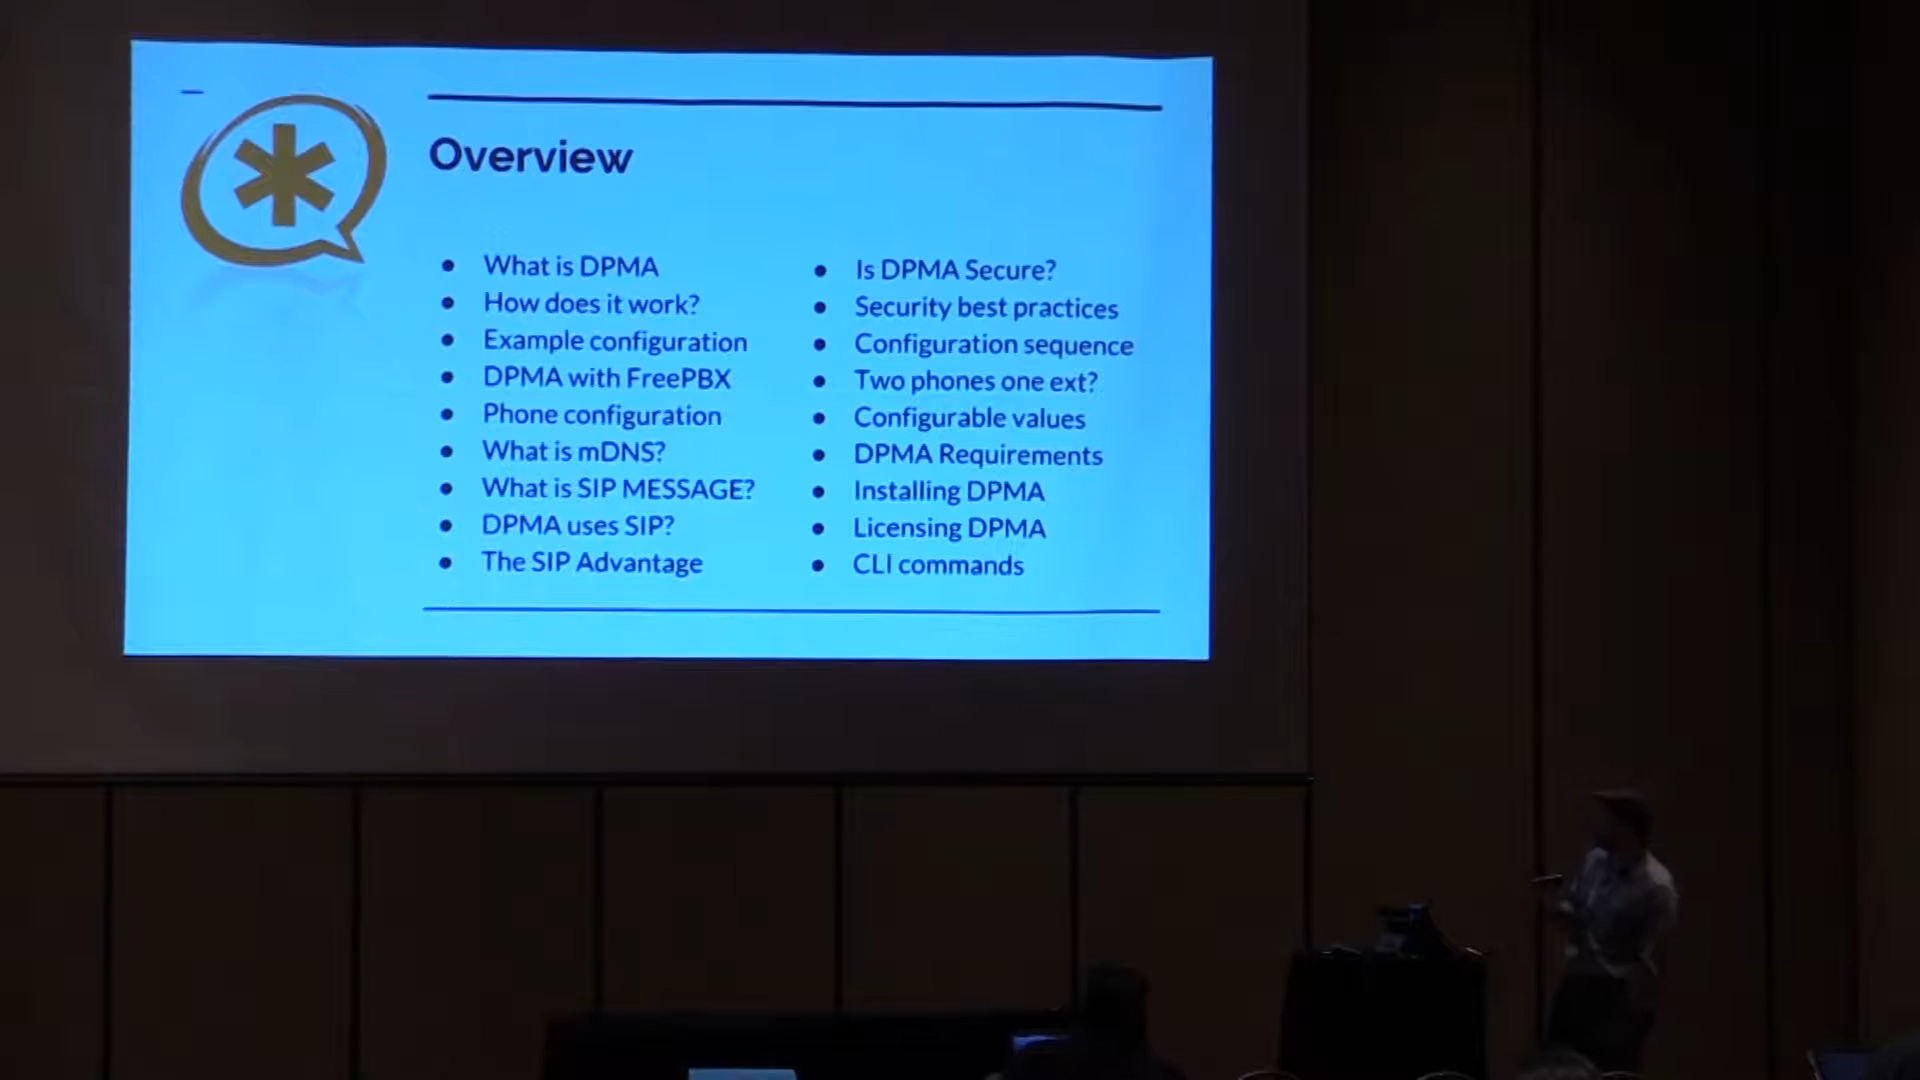 Overview
What is DPMA
How does it work?
Example configuration
DPMA with FreePBX
Phone configuration
What is mDNS?
What is SIP MESSAGE?
DPMA uses SIP?
The SIP Advantage
Is DPMA Secure?
Security best practices
Configuration sequence
Two phones one ext?
Configurable values
DPMA Requirements
Installing DPMA
Licensing DPMA
CLI commands